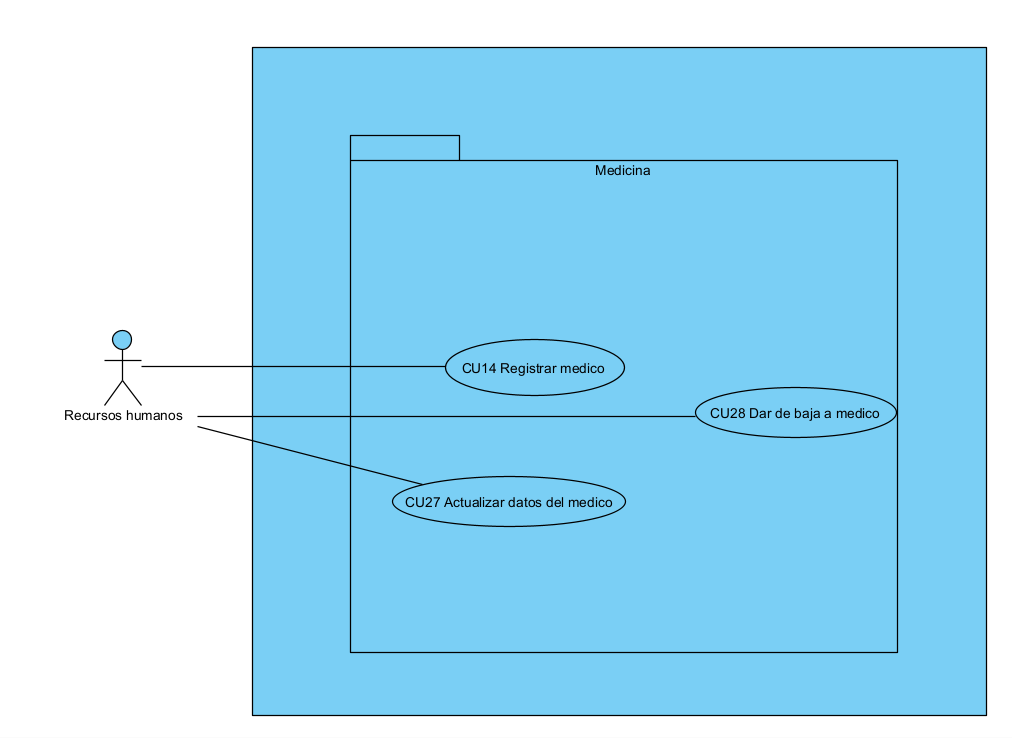 Medicina
CU14 Registrar medico
Recursos humanos
CU28 Dar de baja a medico
CU27 Actualizar datos del medico